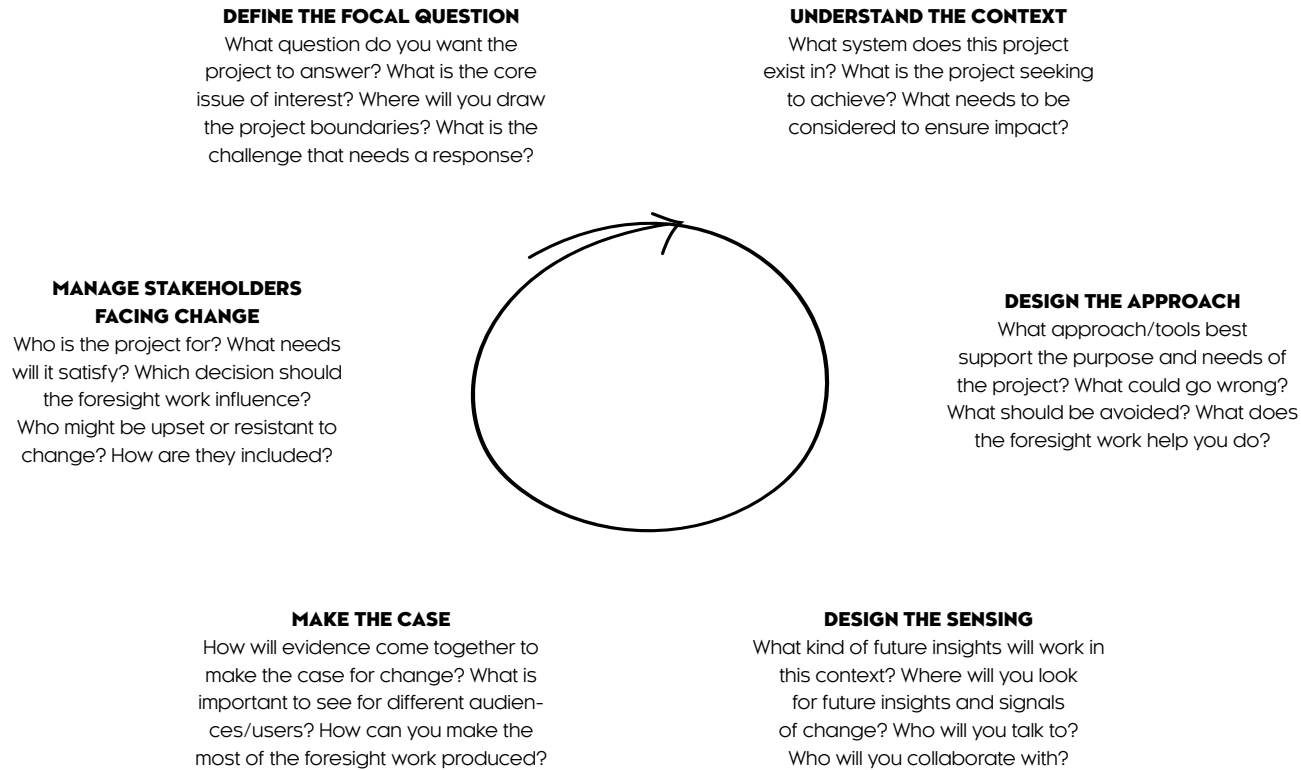 DEFINE THE FOCAL QUESTION
What question do you want the
project to answer? What is the core
issue of interest? Where will you draw
the project boundaries? What is the
challenge that needs a response?
UNDERSTAND THE CONTEXT
What system does this project
exist in? What is the project seeking
to achieve? What needs to be
considered to ensure impact?
DESIGN THE APPROACH
What approach/tools best
support the purpose and needs of
the project? What could go wrong?
What should be avoided? What does
the foresight work help you do?
DESIGN THE SENSING
What kind of future insights will work in
this context? Where will you look
for future insights and signals
of change? Who will you talk to?
Who will you collaborate with?
MAKE THE CASE
How will evidence come together to
make the case for change? What is
important to see for different audien-
ces/users? How can you make the
most of the foresight work produced?
MANAGE STAKEHOLDERS
FACING CHANGE
Who is the project for? What needs
will it satisfy? Which decision should
the foresight work influence?
Who might be upset or resistant to
change? How are they included?